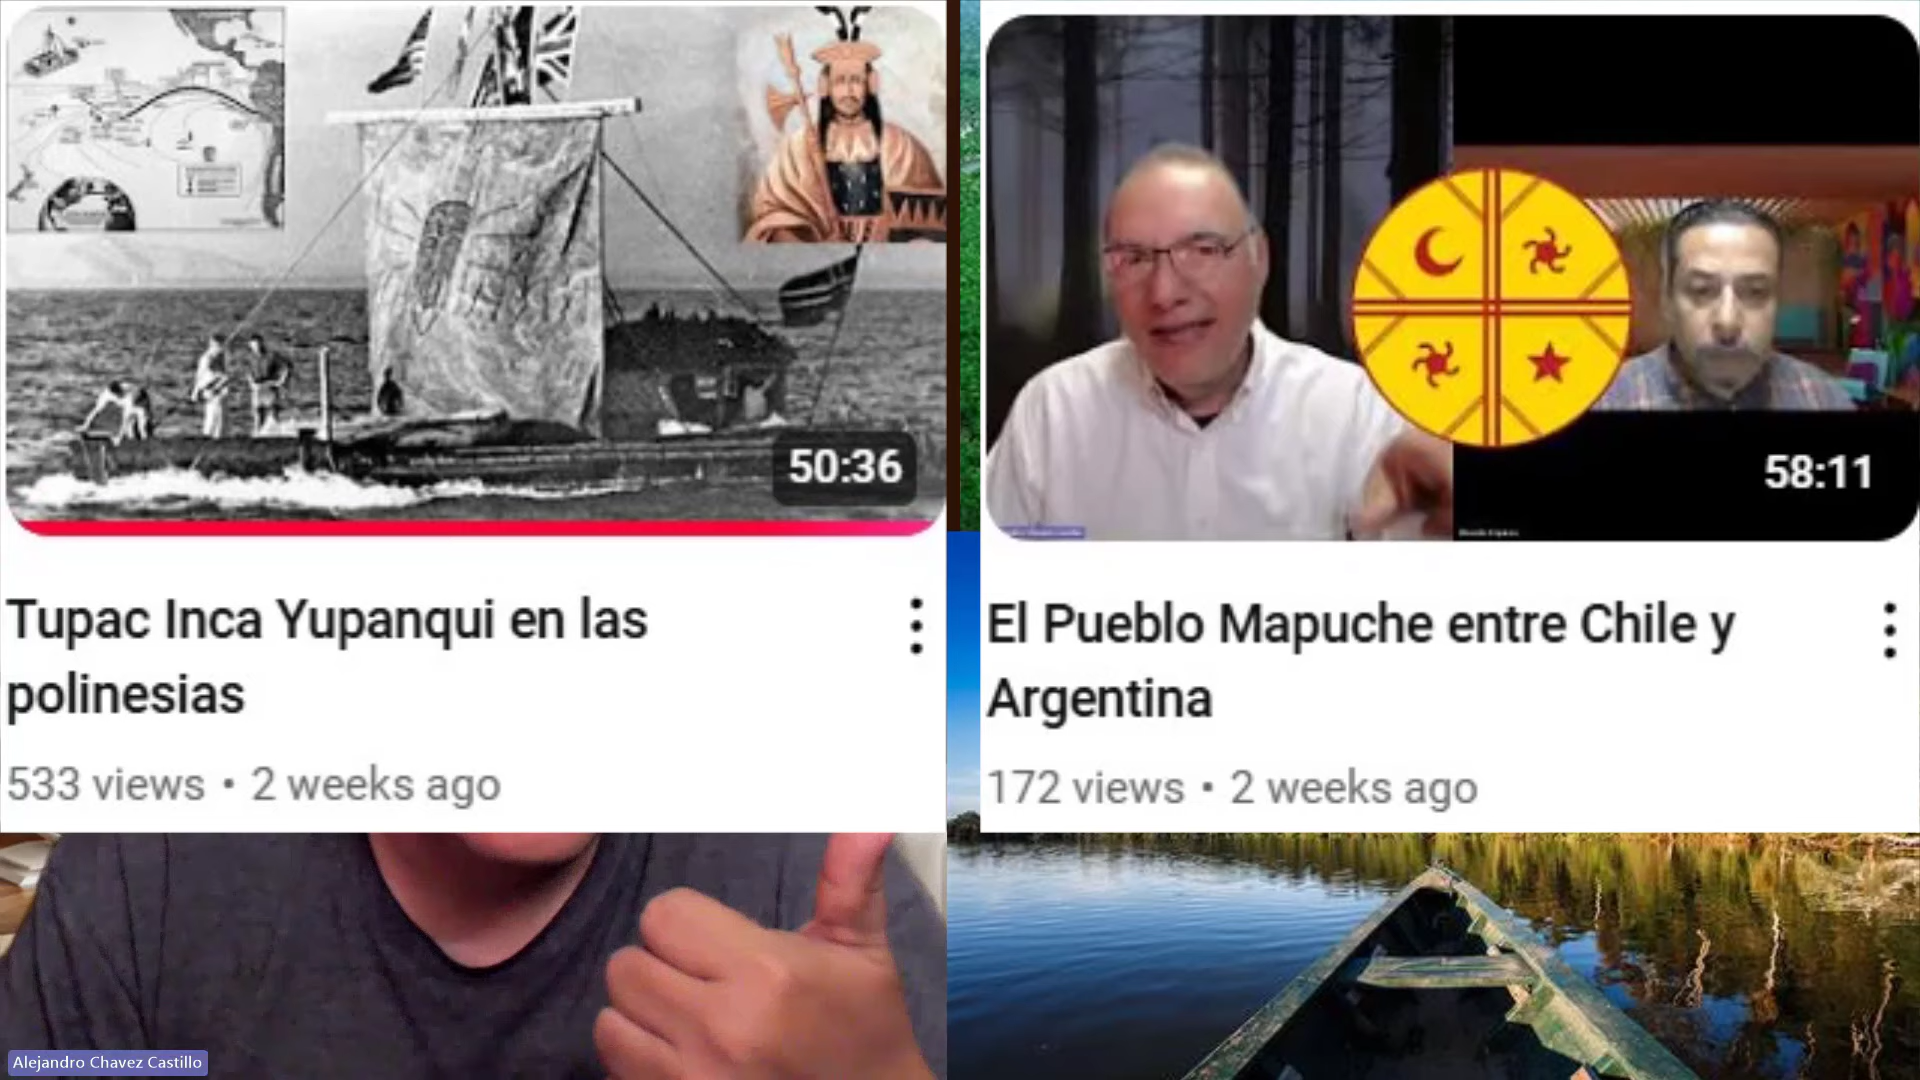 50:36
Tupac Inca Yupanqui en las
polinesias
533 views • 2 weeks ago
58:11
El Pueblo Mapuche entre Chile y
Argentina
172 views • 2 weeks ago
Alejandro Chavez Castillo